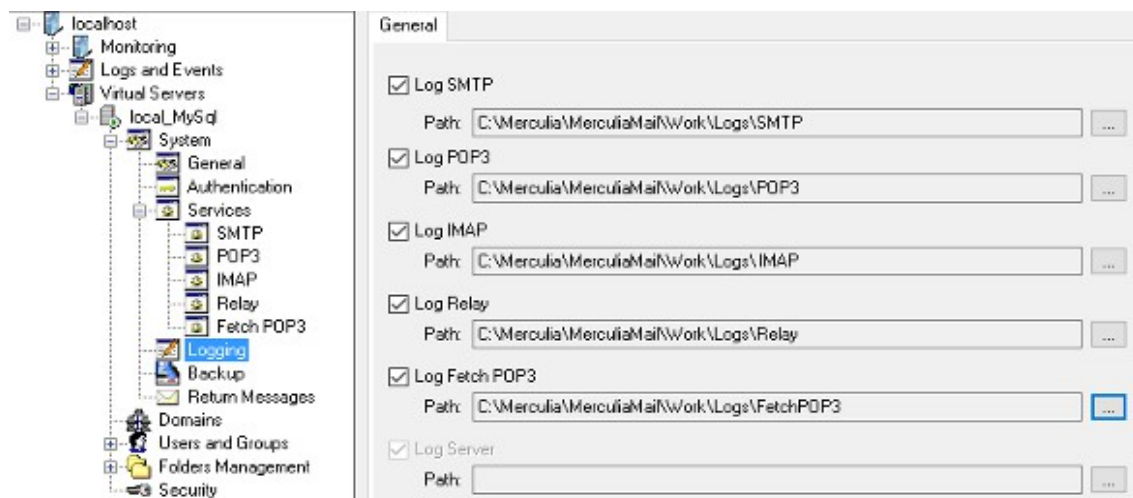 localhost
Monitoring
Logs and Events
Virtual Servers
local_MySql
System
General
Authentication
Services
SMTP
POP3
IMAP
Relay
Fetch POP3
Logging
Backup
Return Messages
Domains
Users and Groups
Folders Management
Security
General
Log SMTP
Path: C:\Merculia\MerculiaMail\Work\Logs\SMTP ...
Log POP3
Path: C:\Merculia\MerculiaMail\Work\Logs\POP3 ...
Log IMAP
Path: C:\Merculia\MerculiaMail\Work\Logs\IMAP ...
Log Relay
Path: C:\Merculia\MerculiaMail\Work\Logs\Relay ...
Log Fetch POP3
Path: C:\Merculia\MerculiaMail\Work\Logs\FetchPOP3 ...
Log Server
Path: ...